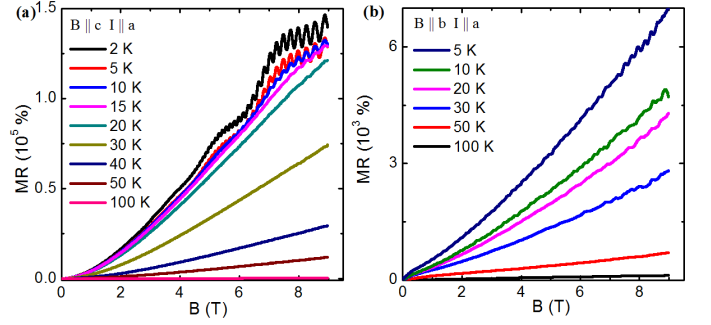 (a)
B || c I || a
2 K
5 K
10 K
15 K
20 K
30 K
40 K
50 K
100 K
MR (10⁵ %)
1.5
1.0
0.5
0.0
0 2 4 6 8
B (T)
(b)
B || b I || a
5 K
10 K
20 K
30 K
50 K
100 K
MR (10³ %)
6
3
0
0 2 4 6 8
B (T)